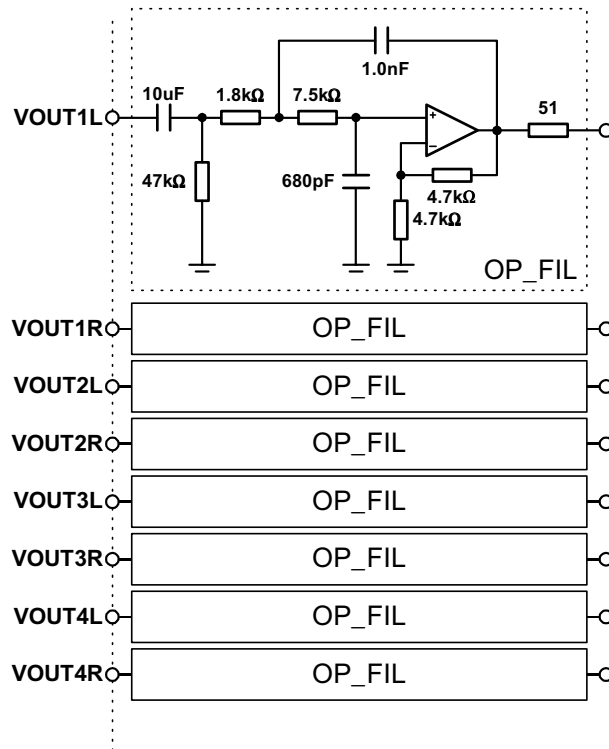 1.0nF
10uF
1.8kΩ
7.5kΩ
51
VOUT1L
+
−
47kΩ
680pF
4.7kΩ
4.7kΩ
OP_FIL
VOUT1R OP_FIL
VOUT2L OP_FIL
VOUT2R OP_FIL
VOUT3L OP_FIL
VOUT3R OP_FIL
VOUT4L OP_FIL
VOUT4R OP_FIL